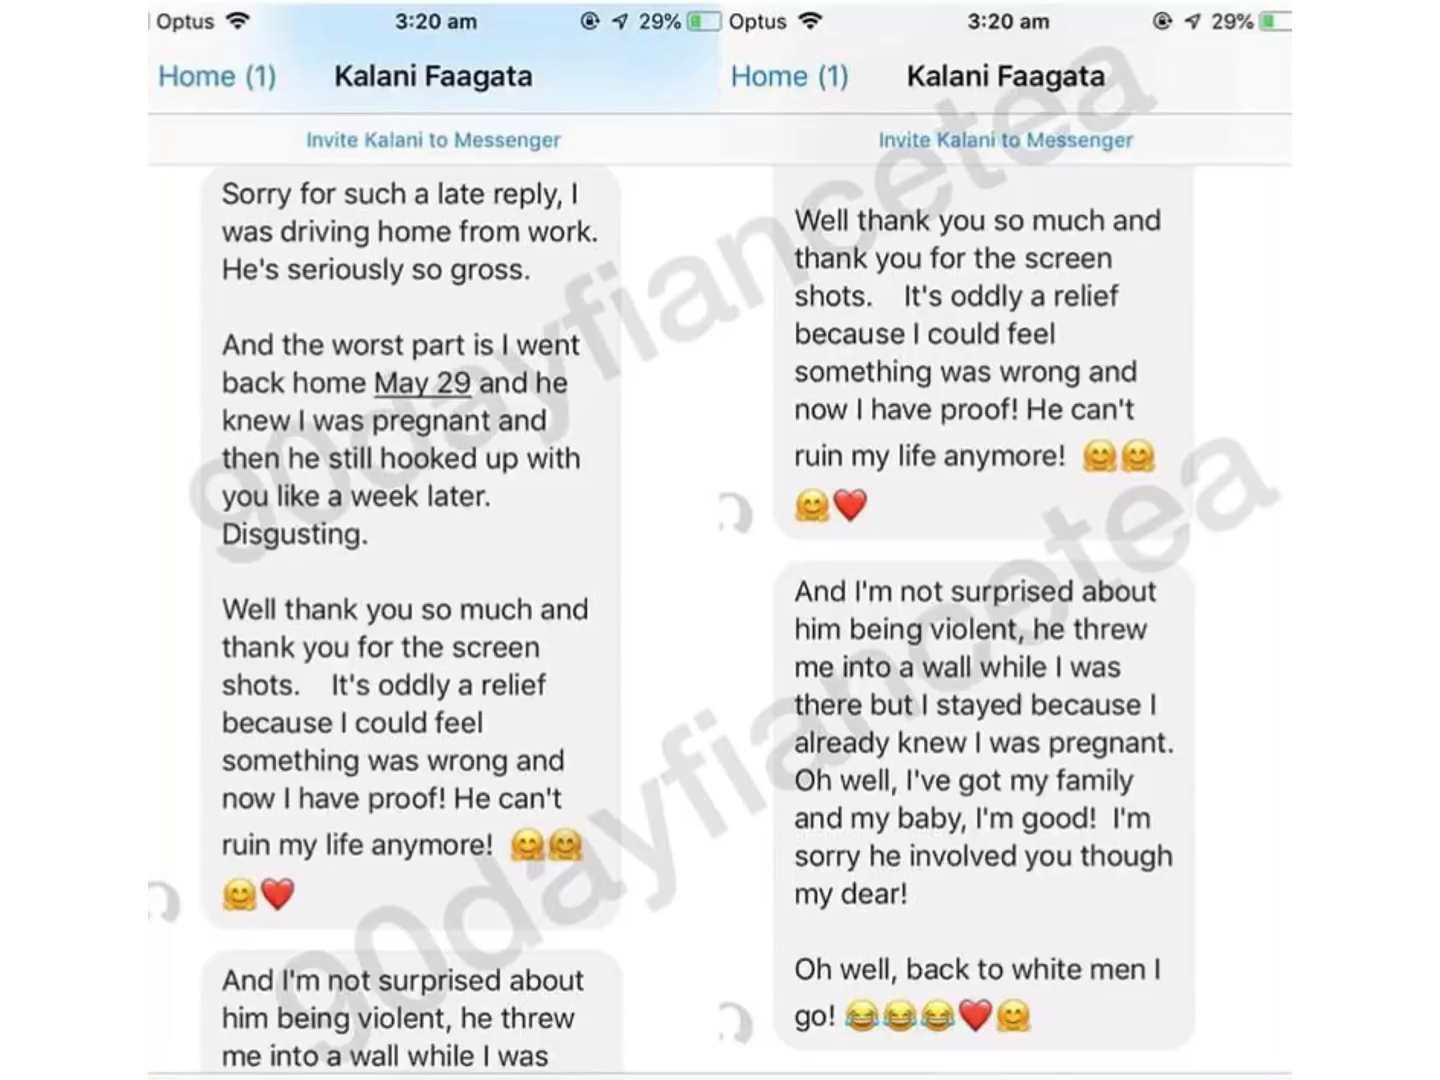 Optus 3:20 am 29%
Home (1) Kalani Faagata
Invite Kalani to Messenger
Sorry for such a late reply, I
was driving home from work.
He's seriously so gross.
And the worst part is I went
back home May 29 and he
knew I was pregnant and
then he still hooked up with
you like a week later.
Disgusting.
Well thank you so much and
thank you for the screen
shots. It's oddly a relief
because I could feel
something was wrong and
now I have proof! He can't
ruin my life anymore! 🤗🤗
🤗❤️
And I'm not surprised about
him being violent, he threw
me into a wall while I was
Optus 3:20 am 29%
Home (1) Kalani Faagata
Invite Kalani to Messenger
Well thank you so much and
thank you for the screen
shots. It's oddly a relief
because I could feel
something was wrong and
now I have proof! He can't
ruin my life anymore! 🤗🤗
🤗❤️
And I'm not surprised about
him being violent, he threw
me into a wall while I was
there but I stayed because I
already knew I was pregnant.
Oh well, I've got my family
and my baby, I'm good! I'm
sorry he involved you though
my dear!
Oh well, back to white men I
go! 😂😂😂❤️🤗
90dayfiancetea
90dayfiancetea